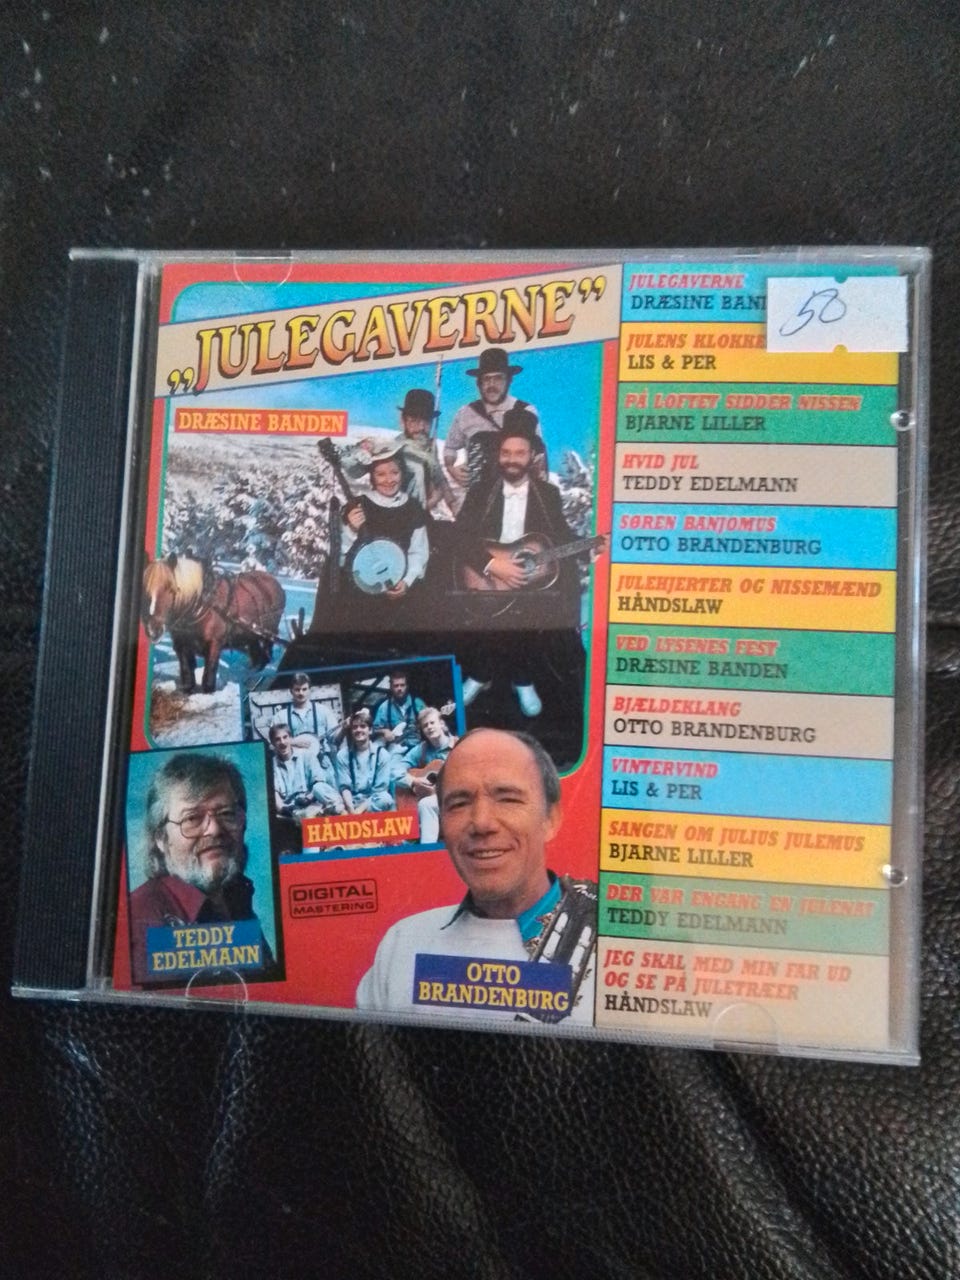 „JULEGAVERNE”
DRÆSINE BANDEN
HÅNDSLAW
TEDDY
EDELMANN
DIGITAL
MASTERING
OTTO
BRANDENBURG
JULEGAVERNE
DRÆSINE
50
JULENS
LIS & PER
PÅ LOFTET SIDDER NISSEN
BJARNE LILLER
HVID JUL
TEDDY EDELMANN
SØREN BANJOMUS
OTTO BRANDENBURG
JULEHJERTER OG NISSEMÆND
HÅNDSLAW
VED LYSENES FEST
DRÆSINE BANDEN
BJÆLDEKLANG
OTTO BRANDENBURG
VINTERVIND
LIS & PER
SANGEN OM JULIUS JULEMUS
BJARNE LILLER
DER VAR ENGANG EN JULENAT
TEDDY EDELMANN
JEG SKAL MED MIN FAR UD
OG SE PÅ JULETRÆER
HÅNDSLAW